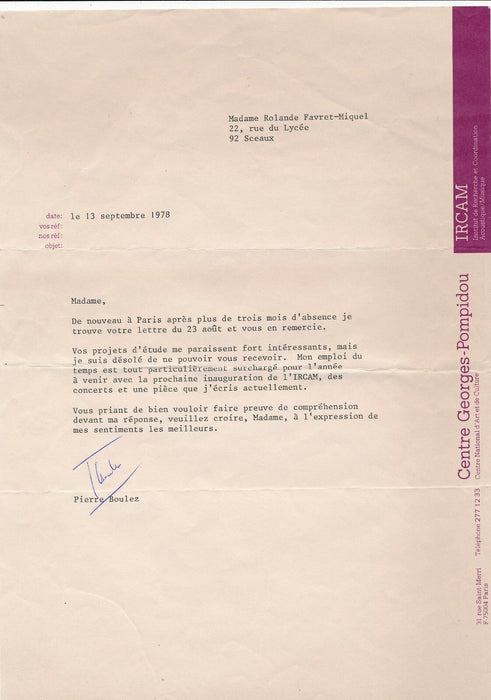 Madame Rolande Favret-Miquel
22, rue du Lycée
92 Sceaux
date: le 13 septembre 1978
vos réf:
nos réf:
objet:
Madame,
De nouveau à Paris après plus de trois mois d'absence je
trouve votre lettre du 23 août et vous en remercie.
Vos projets d'étude me paraissent fort intéressants, mais
je suis désolé de ne pouvoir vous recevoir. Mon emploi du
temps est tout particulièrement surchargé pour l'année
à venir avec la prochaine inauguration de l'IRCAM, des
concerts et une pièce que j'écris actuellement.
Vous priant de bien vouloir faire preuve de compréhension
devant ma réponse, veuillez croire, Madame, à l'expression de
mes sentiments les meilleurs.
Pierre Boulez
IRCAM
Institut de Recherche et Coordination
Acoustique/Musique
Centre Georges-Pompidou
Centre National d'Art et de Culture
Téléphone 277 12 33
31, rue Saint-Merri
F-75004 Paris